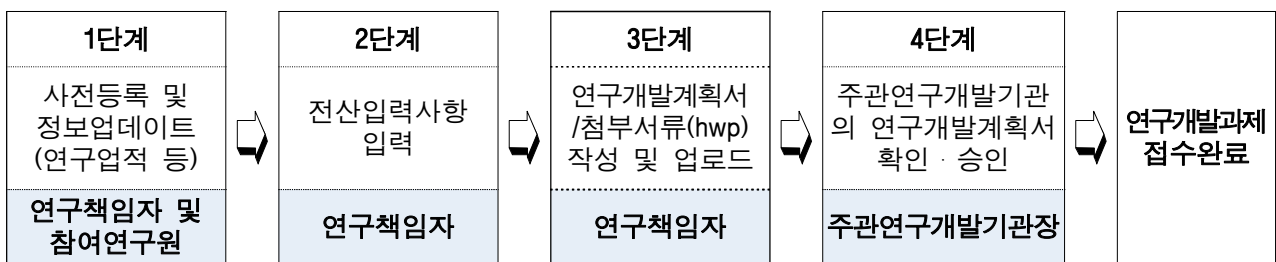 1단계
사전등록 및
정보업데이트
(연구업적 등)
연구책임자 및
참여연구원
2단계
전산입력사항
입력
연구책임자
3단계
연구개발계획서
/첨부서류(hwp)
작성 및 업로드
연구책임자
4단계
주관연구개발기관
의 연구개발계획서
확인 · 승인
주관연구개발기관장
연구개발과제
접수완료